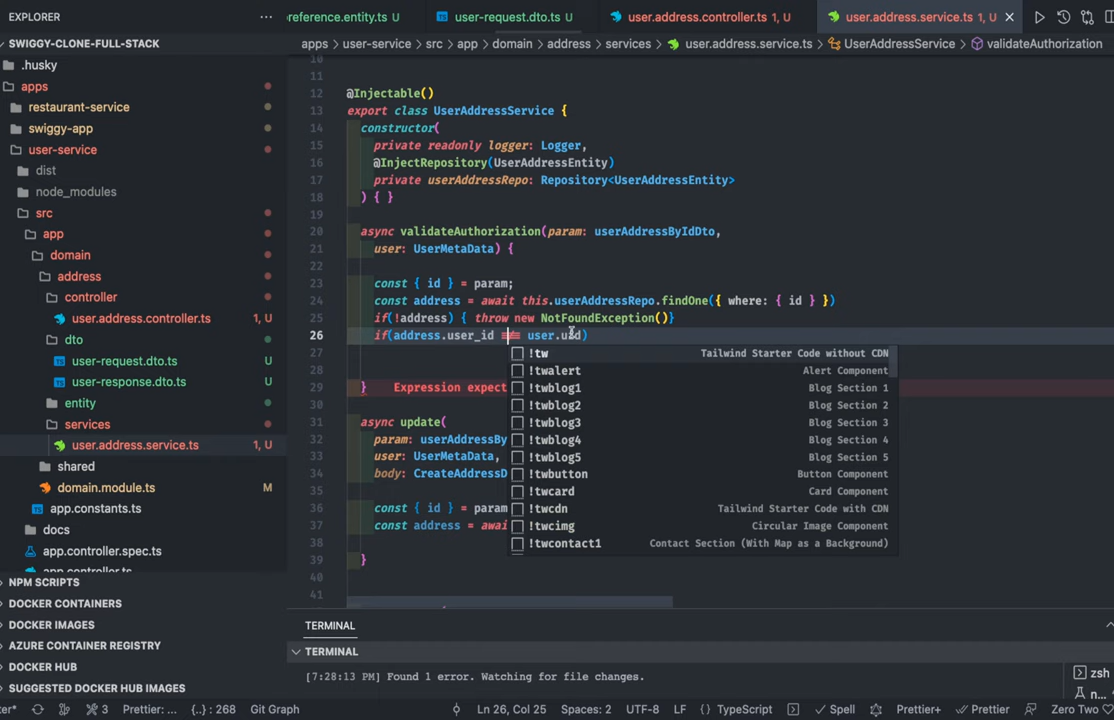 EXPLORER
...
preference.entity.ts U
user-request.dto.ts U
user.address.controller.ts 1, U
user.address.service.ts 1, U
SWIGGY-CLONE-FULL-STACK
apps > user-service > src > app > domain > address > services > user.address.service.ts > UserAddressService > validateAuthorization
.husky
apps
restaurant-service
swiggy-app
user-service
dist
node_modules
src
app
domain
address
controller
user.address.controller.ts 1, U
dto
user-request.dto.ts U
user-response.dto.ts U
entity
services
user.address.service.ts 1, U
shared
domain.module.ts M
app.constants.ts
docs
app.controller.spec.ts
app.controller.ts
NPM SCRIPTS
DOCKER CONTAINERS
DOCKER IMAGES
AZURE CONTAINER REGISTRY
DOCKER HUB
SUGGESTED DOCKER HUB IMAGES
10
11
12 @Injectable()
13 export class UserAddressService {
14 constructor(
15 private readonly logger: Logger,
16 @InjectRepository(UserAddressEntity)
17 private userAddressRepo: Repository<UserAddressEntity>
18 ) { }
19
20 async validateAuthorization(param: userAddressByIdDto,
21 user: UserMetaData) {
22
23 const { id } = param;
24 const address = await this.userAddressRepo.findOne({ where: { id } })
25 if(!address) { throw new NotFoundException()}
26 if(address.user_id !== user.uid)
27
29 } Expression expect
30
31 async update(
32 param: userAddressBy
33 user: UserMetaData,
34 body: CreateAddressD
35
36 const { id } = param
37 const address = awai
38
39 }
40
41
!tw Tailwind Starter Code without CDN
!twalert Alert Component
!twblog1 Blog Section 1
!twblog2 Blog Section 2
!twblog3 Blog Section 3
!twblog4 Blog Section 4
!twblog5 Blog Section 5
!twbutton Button Component
!twcard Card Component
!twcdn Tailwind Starter Code with CDN
!twcimg Circular Image Component
!twcontact1 Contact Section (With Map as a Background)
TERMINAL
TERMINAL
[7:28:13 PM] Found 1 error. Watching for file changes.
zsh
n...
ter* 3 Prettier: ... {..} : 268 Git Graph Ln 26, Col 25 Spaces: 2 UTF-8 LF {} TypeScript Spell Prettier+ Prettier Zero Two